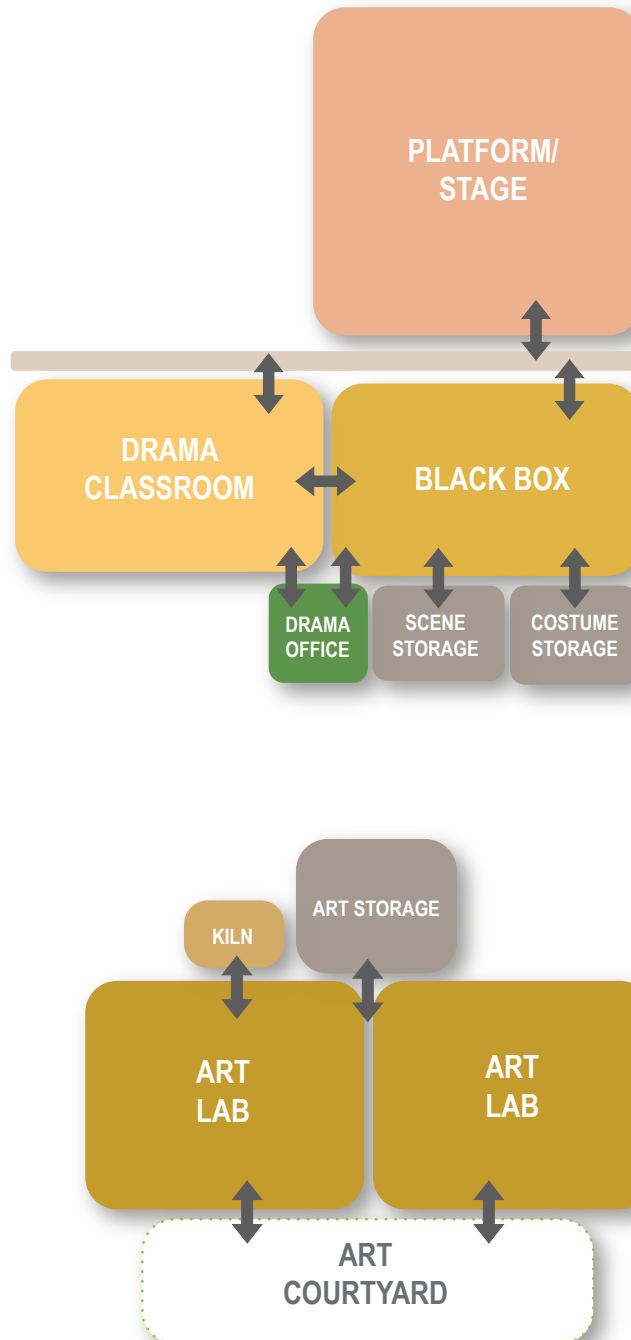 PLATFORM/
STAGE
DRAMA
CLASSROOM
BLACK BOX
DRAMA
OFFICE
SCENE
STORAGE
COSTUME
STORAGE
ART STORAGE
KILN
ART
LAB
ART
LAB
ART
COURTYARD